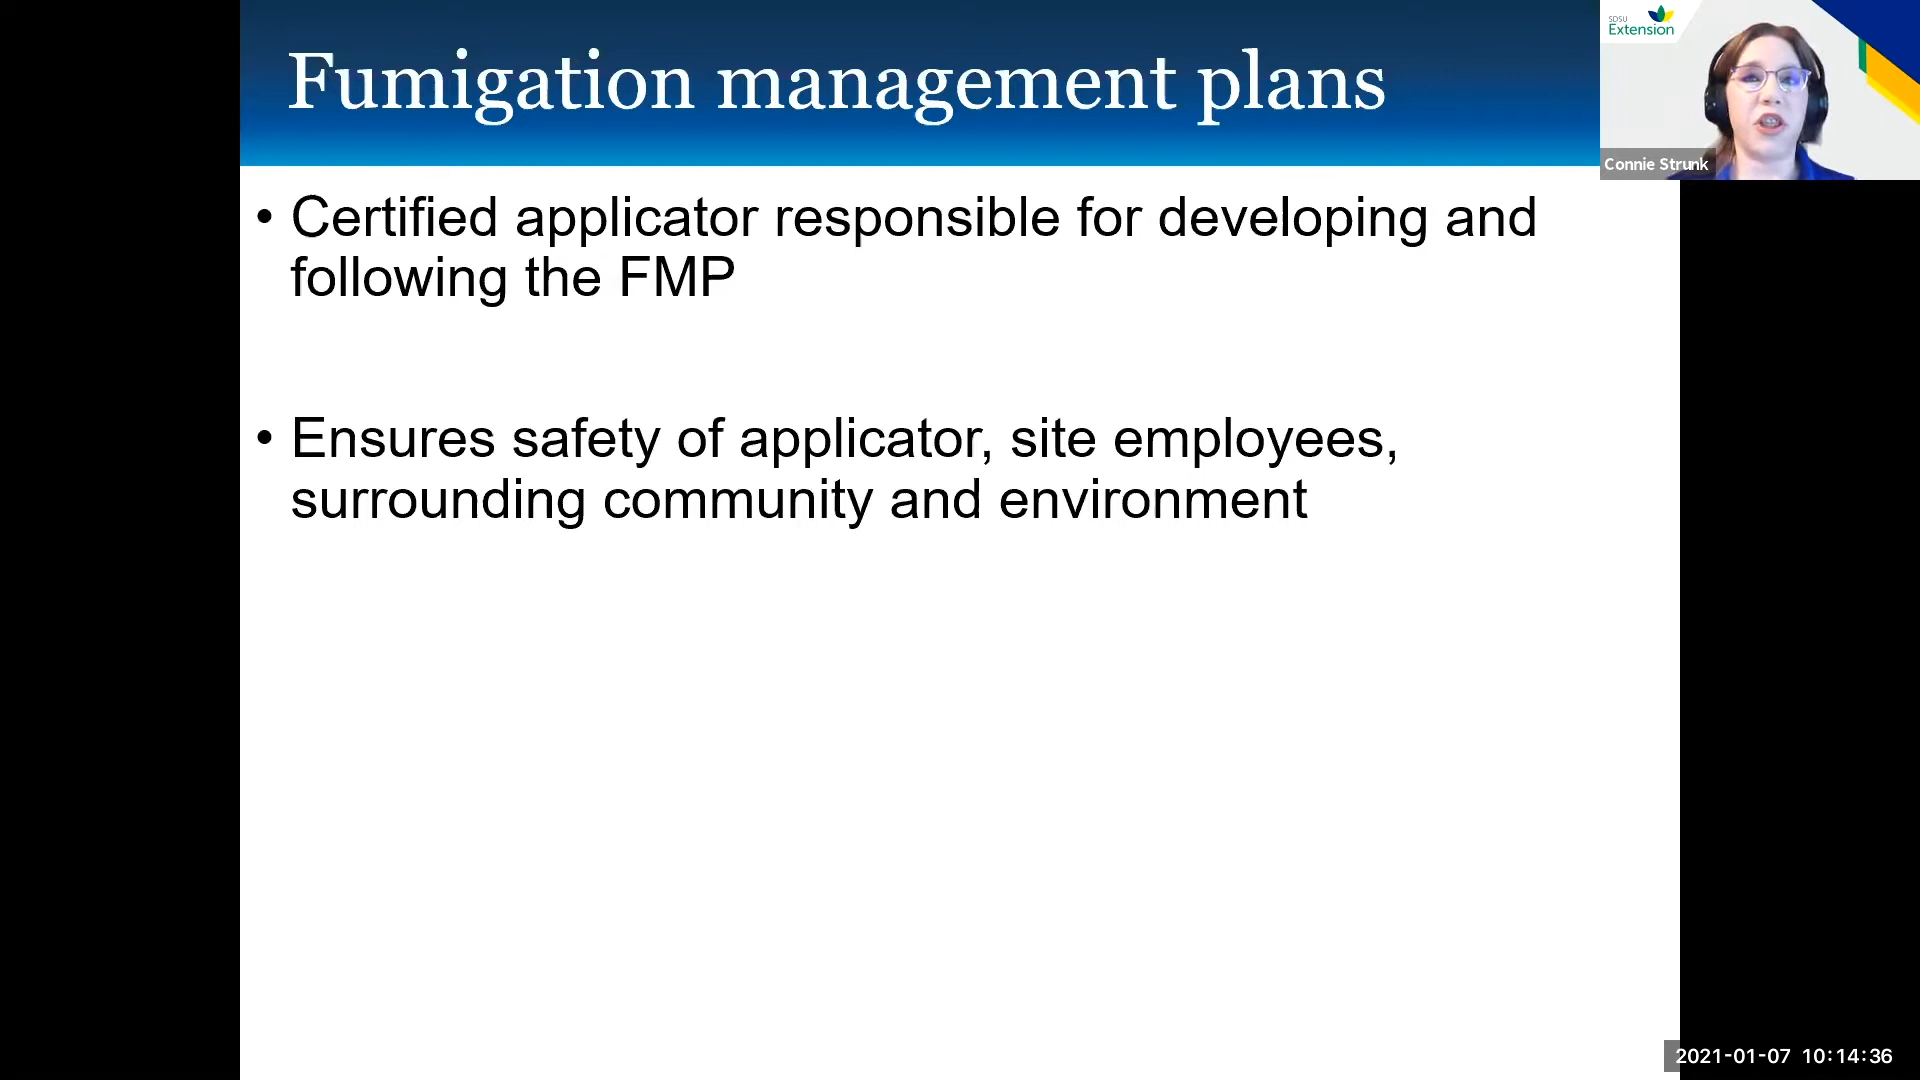 Fumigation management plans
SDSU
Extension
Connie Strunk
• Certified applicator responsible for developing and
following the FMP
• Ensures safety of applicator, site employees,
surrounding community and environment
2021-01-07 10:14:36